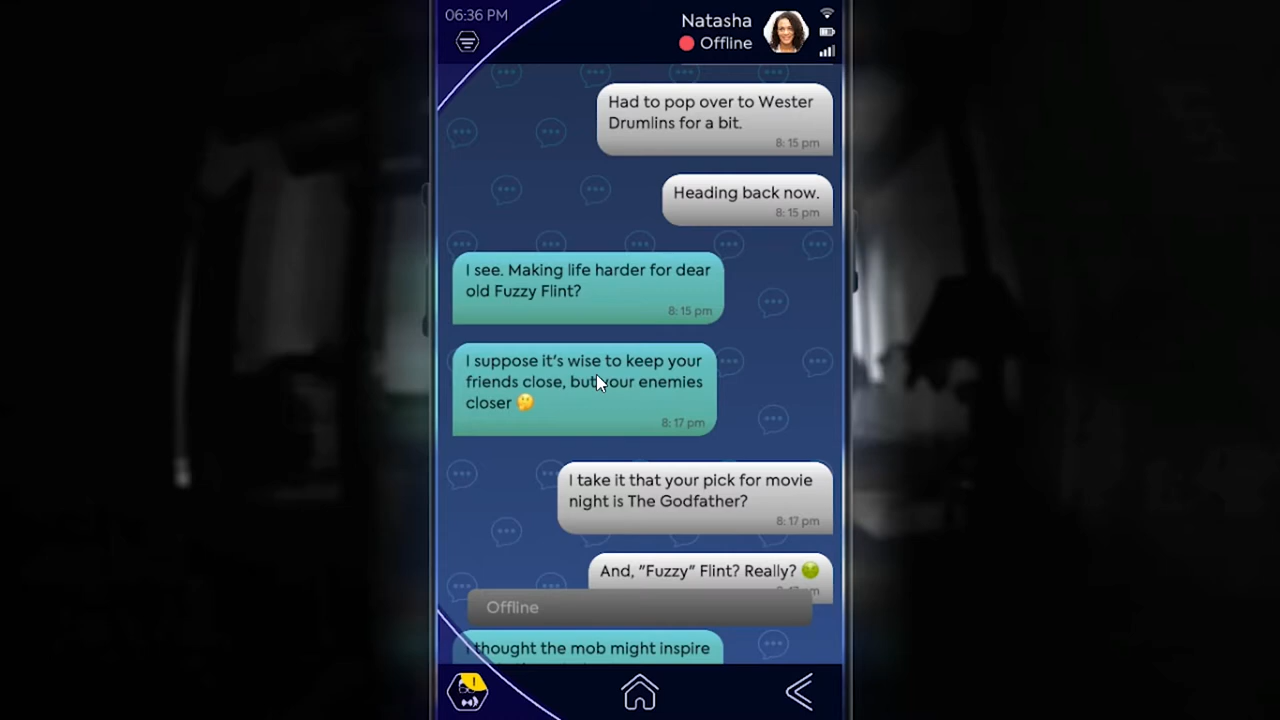 06:36 PM
Natasha
Offline
Had to pop over to Wester
Drumlins for a bit.
8:15 pm
Heading back now.
8:15 pm
I see. Making life harder for dear
old Fuzzy Flint?
8:15 pm
I suppose it's wise to keep your
friends close, but your enemies
closer 🤔
8:17 pm
I take it that your pick for movie
night is The Godfather?
8:17 pm
And, "Fuzzy" Flint? Really? 🤢
Offline
I thought the mob might inspire